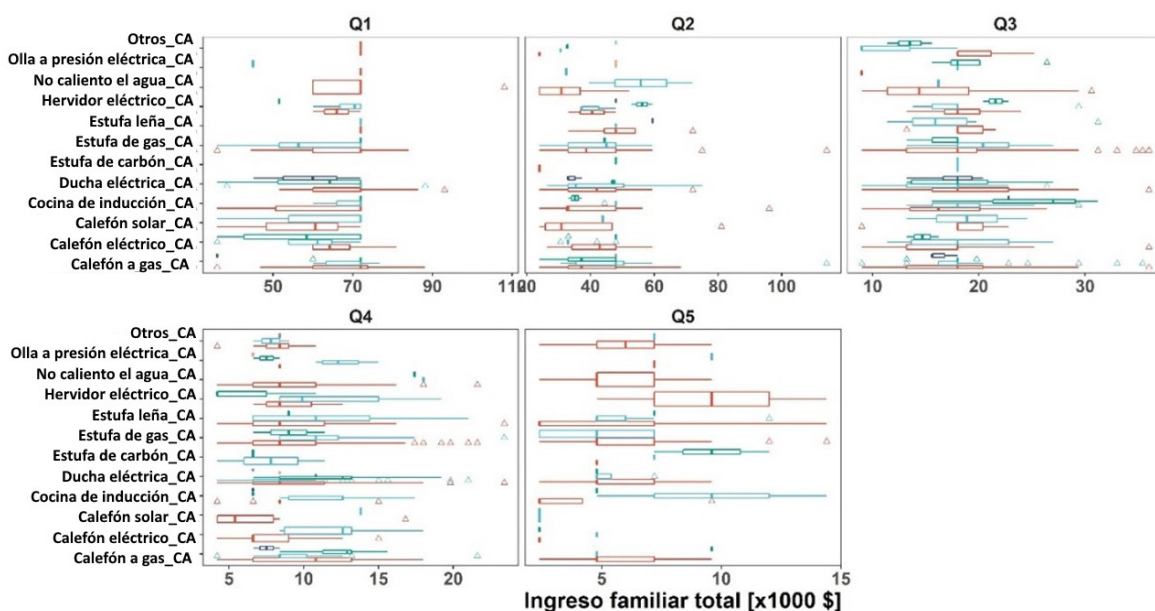 Q1
Q2
Q3
Otros_CA
Olla a presión eléctrica_CA
No caliento el agua_CA
Hervidor eléctrico_CA
Estufa leña_CA
Estufa de gas_CA
Estufa de carbón_CA
Ducha eléctrica_CA
Cocina de inducción_CA
Calefón solar_CA
Calefón eléctrico_CA
Calefón a gas_CA
50 70 90 20 40 60 80 100 10 20 30
Q4
Q5
Otros_CA
Olla a presión eléctrica_CA
No caliento el agua_CA
Hervidor eléctrico_CA
Estufa leña_CA
Estufa de gas_CA
Estufa de carbón_CA
Ducha eléctrica_CA
Cocina de inducción_CA
Calefón solar_CA
Calefón eléctrico_CA
Calefón a gas_CA
5 10 15 20 5 10 15
Ingreso familiar total [x1000 $]